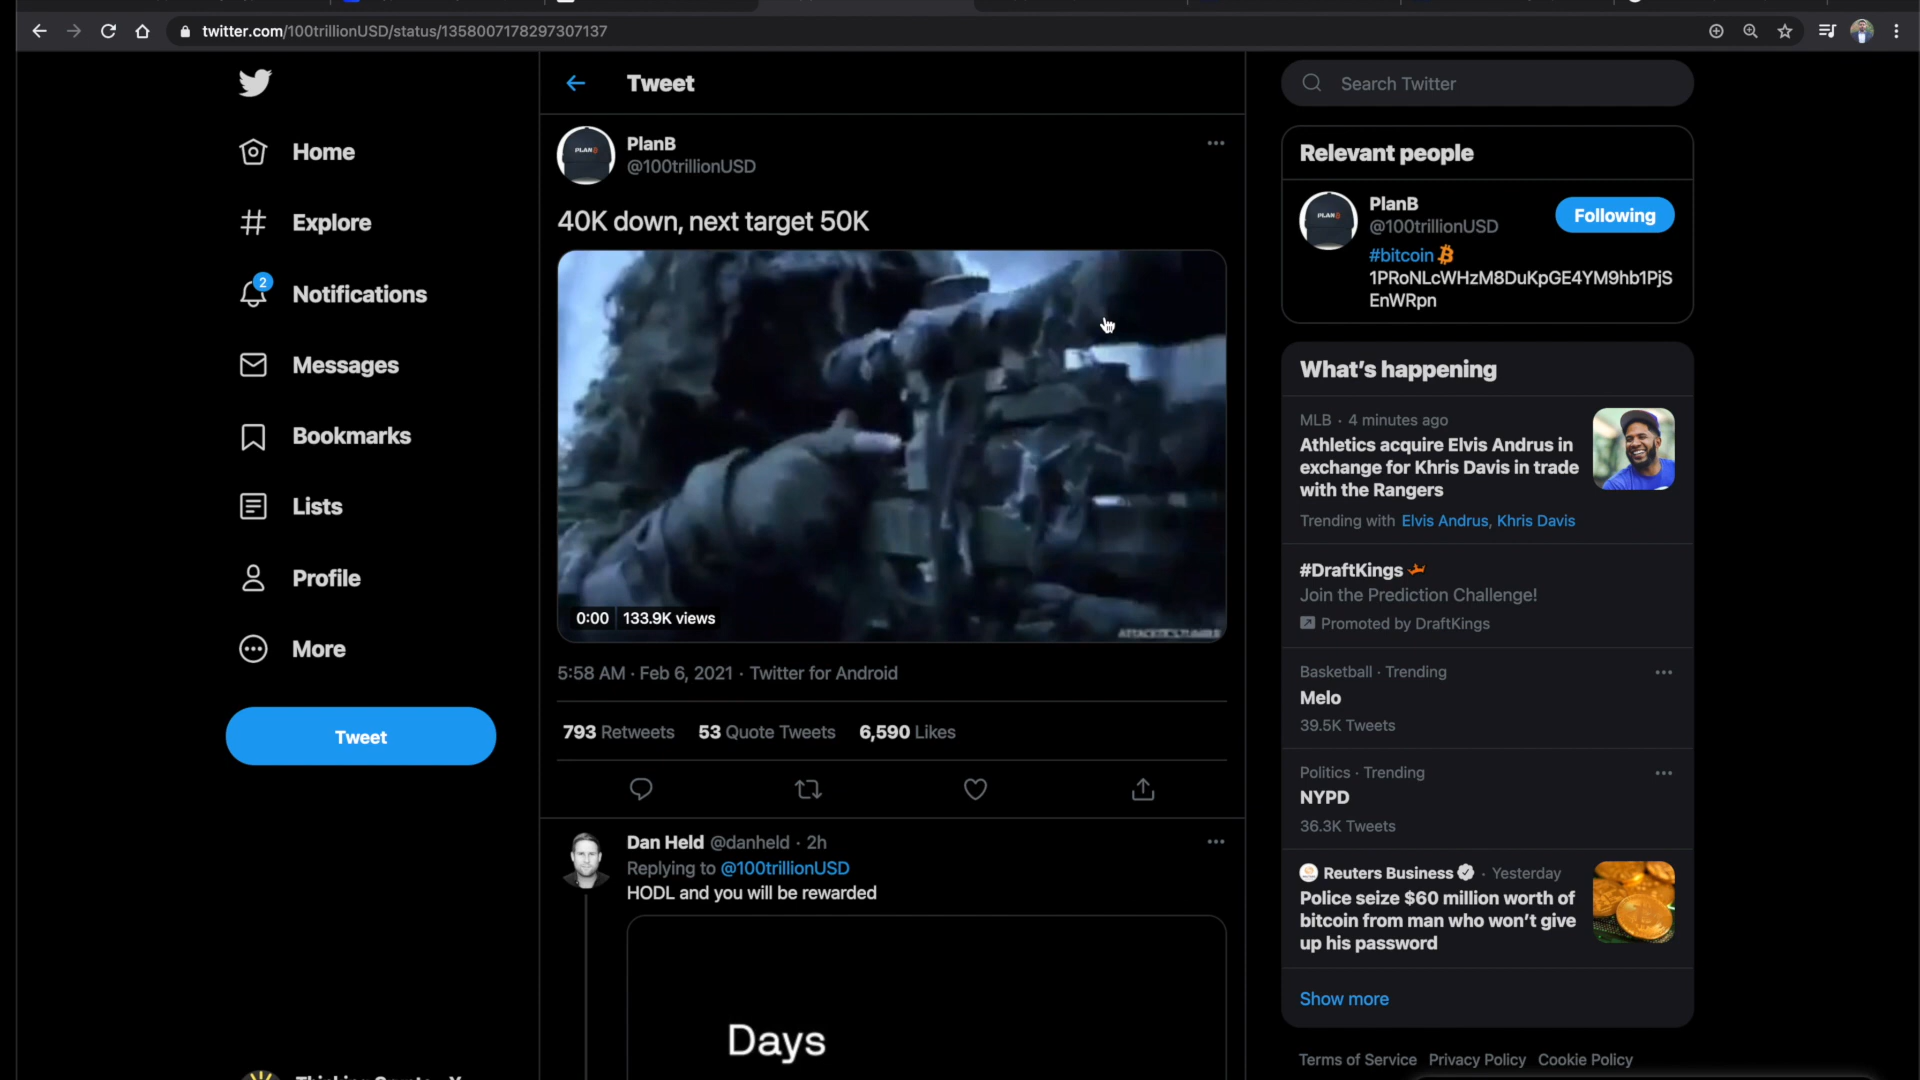 twitter.com/100trillionUSD/status/1358007178297307137
Home
Explore
2
Notifications
Messages
Bookmarks
Lists
Profile
More
Tweet
Tweet
PlanB
@100trillionUSD
40K down, next target 50K
PLAN
0:00 133.9K views
5:58 AM · Feb 6, 2021 · Twitter for Android
793 Retweets 53 Quote Tweets 6,590 Likes
Dan Held @danheld · 2h
Replying to @100trillionUSD
HODL and you will be rewarded
Days
Search Twitter
Relevant people
PLAN
PlanB
@100trillionUSD
Following
#bitcoin
1PRoNLcWHzM8DuKpGE4YM9hb1PjS
EnWRpn
What's happening
MLB · 4 minutes ago
Athletics acquire Elvis Andrus in
exchange for Khris Davis in trade
with the Rangers
Trending with Elvis Andrus, Khris Davis
#DraftKings
Join the Prediction Challenge!
Promoted by DraftKings
Basketball · Trending
Melo
39.5K Tweets
Politics · Trending
NYPD
36.3K Tweets
Reuters Business · Yesterday
Police seize $60 million worth of
bitcoin from man who won't give
up his password
Show more
Terms of Service Privacy Policy Cookie Policy